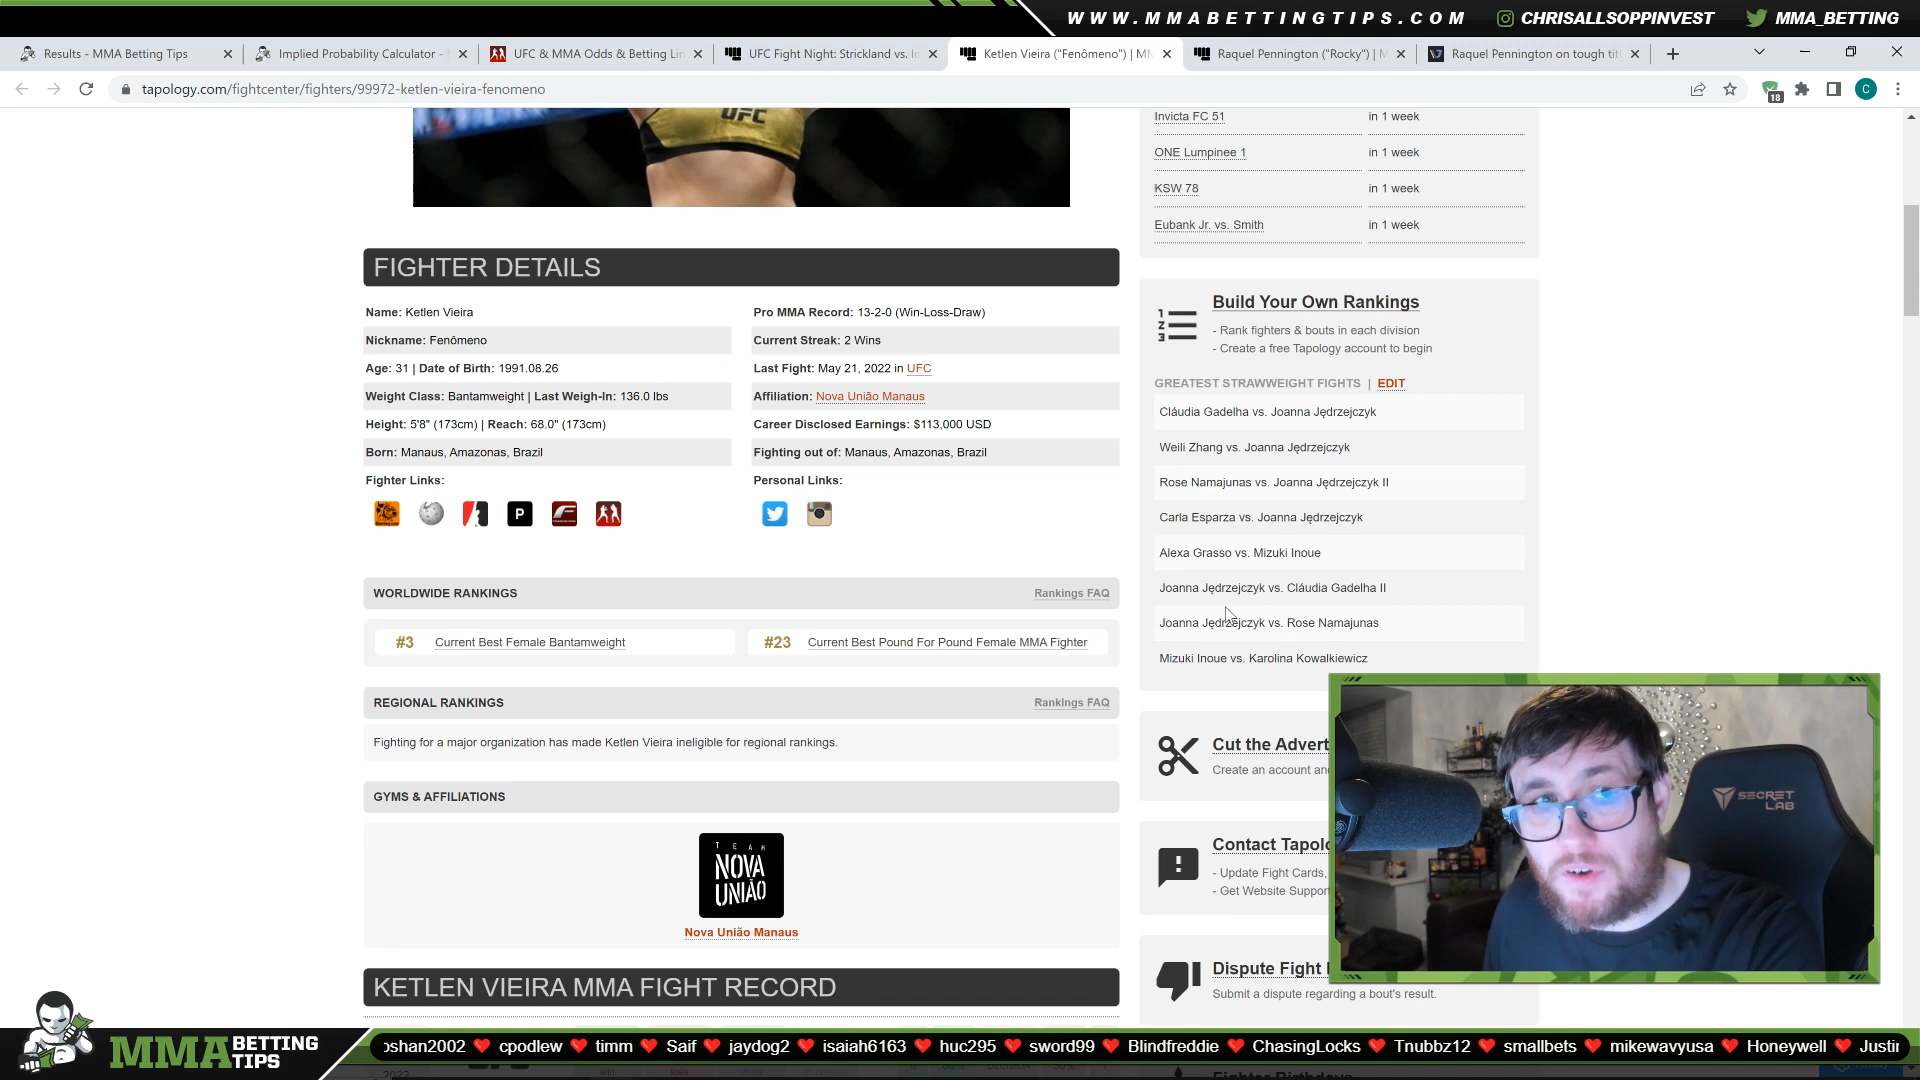 WWW.MMABETTINGTIPS.COM CHRISALLSOPPINVEST MMA_BETTING
Results - MMA Betting Tips
Implied Probability Calculator -
UFC & MMA Odds & Betting Lin
UFC Fight Night: Strickland vs. In
Ketlen Vieira ("Fenômeno") | MM
Raquel Pennington ("Rocky") | M
Raquel Pennington on tough titl
tapology.com/fightcenter/fighters/99972-ketlen-vieira-fenomeno
18
C
UFC
FIGHTER DETAILS
Name: Ketlen Vieira
Pro MMA Record: 13-2-0 (Win-Loss-Draw)
Nickname: Fenômeno
Current Streak: 2 Wins
Age: 31 | Date of Birth: 1991.08.26
Last Fight: May 21, 2022 in UFC
Weight Class: Bantamweight | Last Weigh-In: 136.0 lbs
Affiliation: Nova União Manaus
Height: 5'8" (173cm) | Reach: 68.0" (173cm)
Career Disclosed Earnings: $113,000 USD
Born: Manaus, Amazonas, Brazil
Fighting out of: Manaus, Amazonas, Brazil
Fighter Links:
Personal Links:
P
WORLDWIDE RANKINGS
Rankings FAQ
#3 Current Best Female Bantamweight
#23 Current Best Pound For Pound Female MMA Fighter
REGIONAL RANKINGS
Rankings FAQ
Fighting for a major organization has made Ketlen Vieira ineligible for regional rankings.
GYMS & AFFILIATIONS
TEAM
NOVA
UNIÃO
Nova União Manaus
KETLEN VIEIRA MMA FIGHT RECORD
Invicta FC 51 in 1 week
ONE Lumpinee 1 in 1 week
KSW 78 in 1 week
Eubank Jr. vs. Smith in 1 week
1
2
3
Build Your Own Rankings
- Rank fighters & bouts in each division
- Create a free Tapology account to begin
GREATEST STRAWWEIGHT FIGHTS | EDIT
Cláudia Gadelha vs. Joanna Jędrzejczyk
Weili Zhang vs. Joanna Jędrzejczyk
Rose Namajunas vs. Joanna Jędrzejczyk II
Carla Esparza vs. Joanna Jędrzejczyk
Alexa Grasso vs. Mizuki Inoue
Joanna Jędrzejczyk vs. Cláudia Gadelha II
Joanna Jędrzejczyk vs. Rose Namajunas
Mizuki Inoue vs. Karolina Kowalkiewicz
Cut the Advert
Create an account an
Contact Tapolo
- Update Fight Cards,
- Get Website Suppor
Dispute Fight
Submit a dispute regarding a bout's result.
SECRET
LAB
MMA BETTING
TIPS
oshan2002 cpodlew timm Saif jaydog2 isaiah6163 huc295 sword99 Blindfreddie ChasingLocks Tnubbz12 smallbets mikewavyusa Honeywell Justin